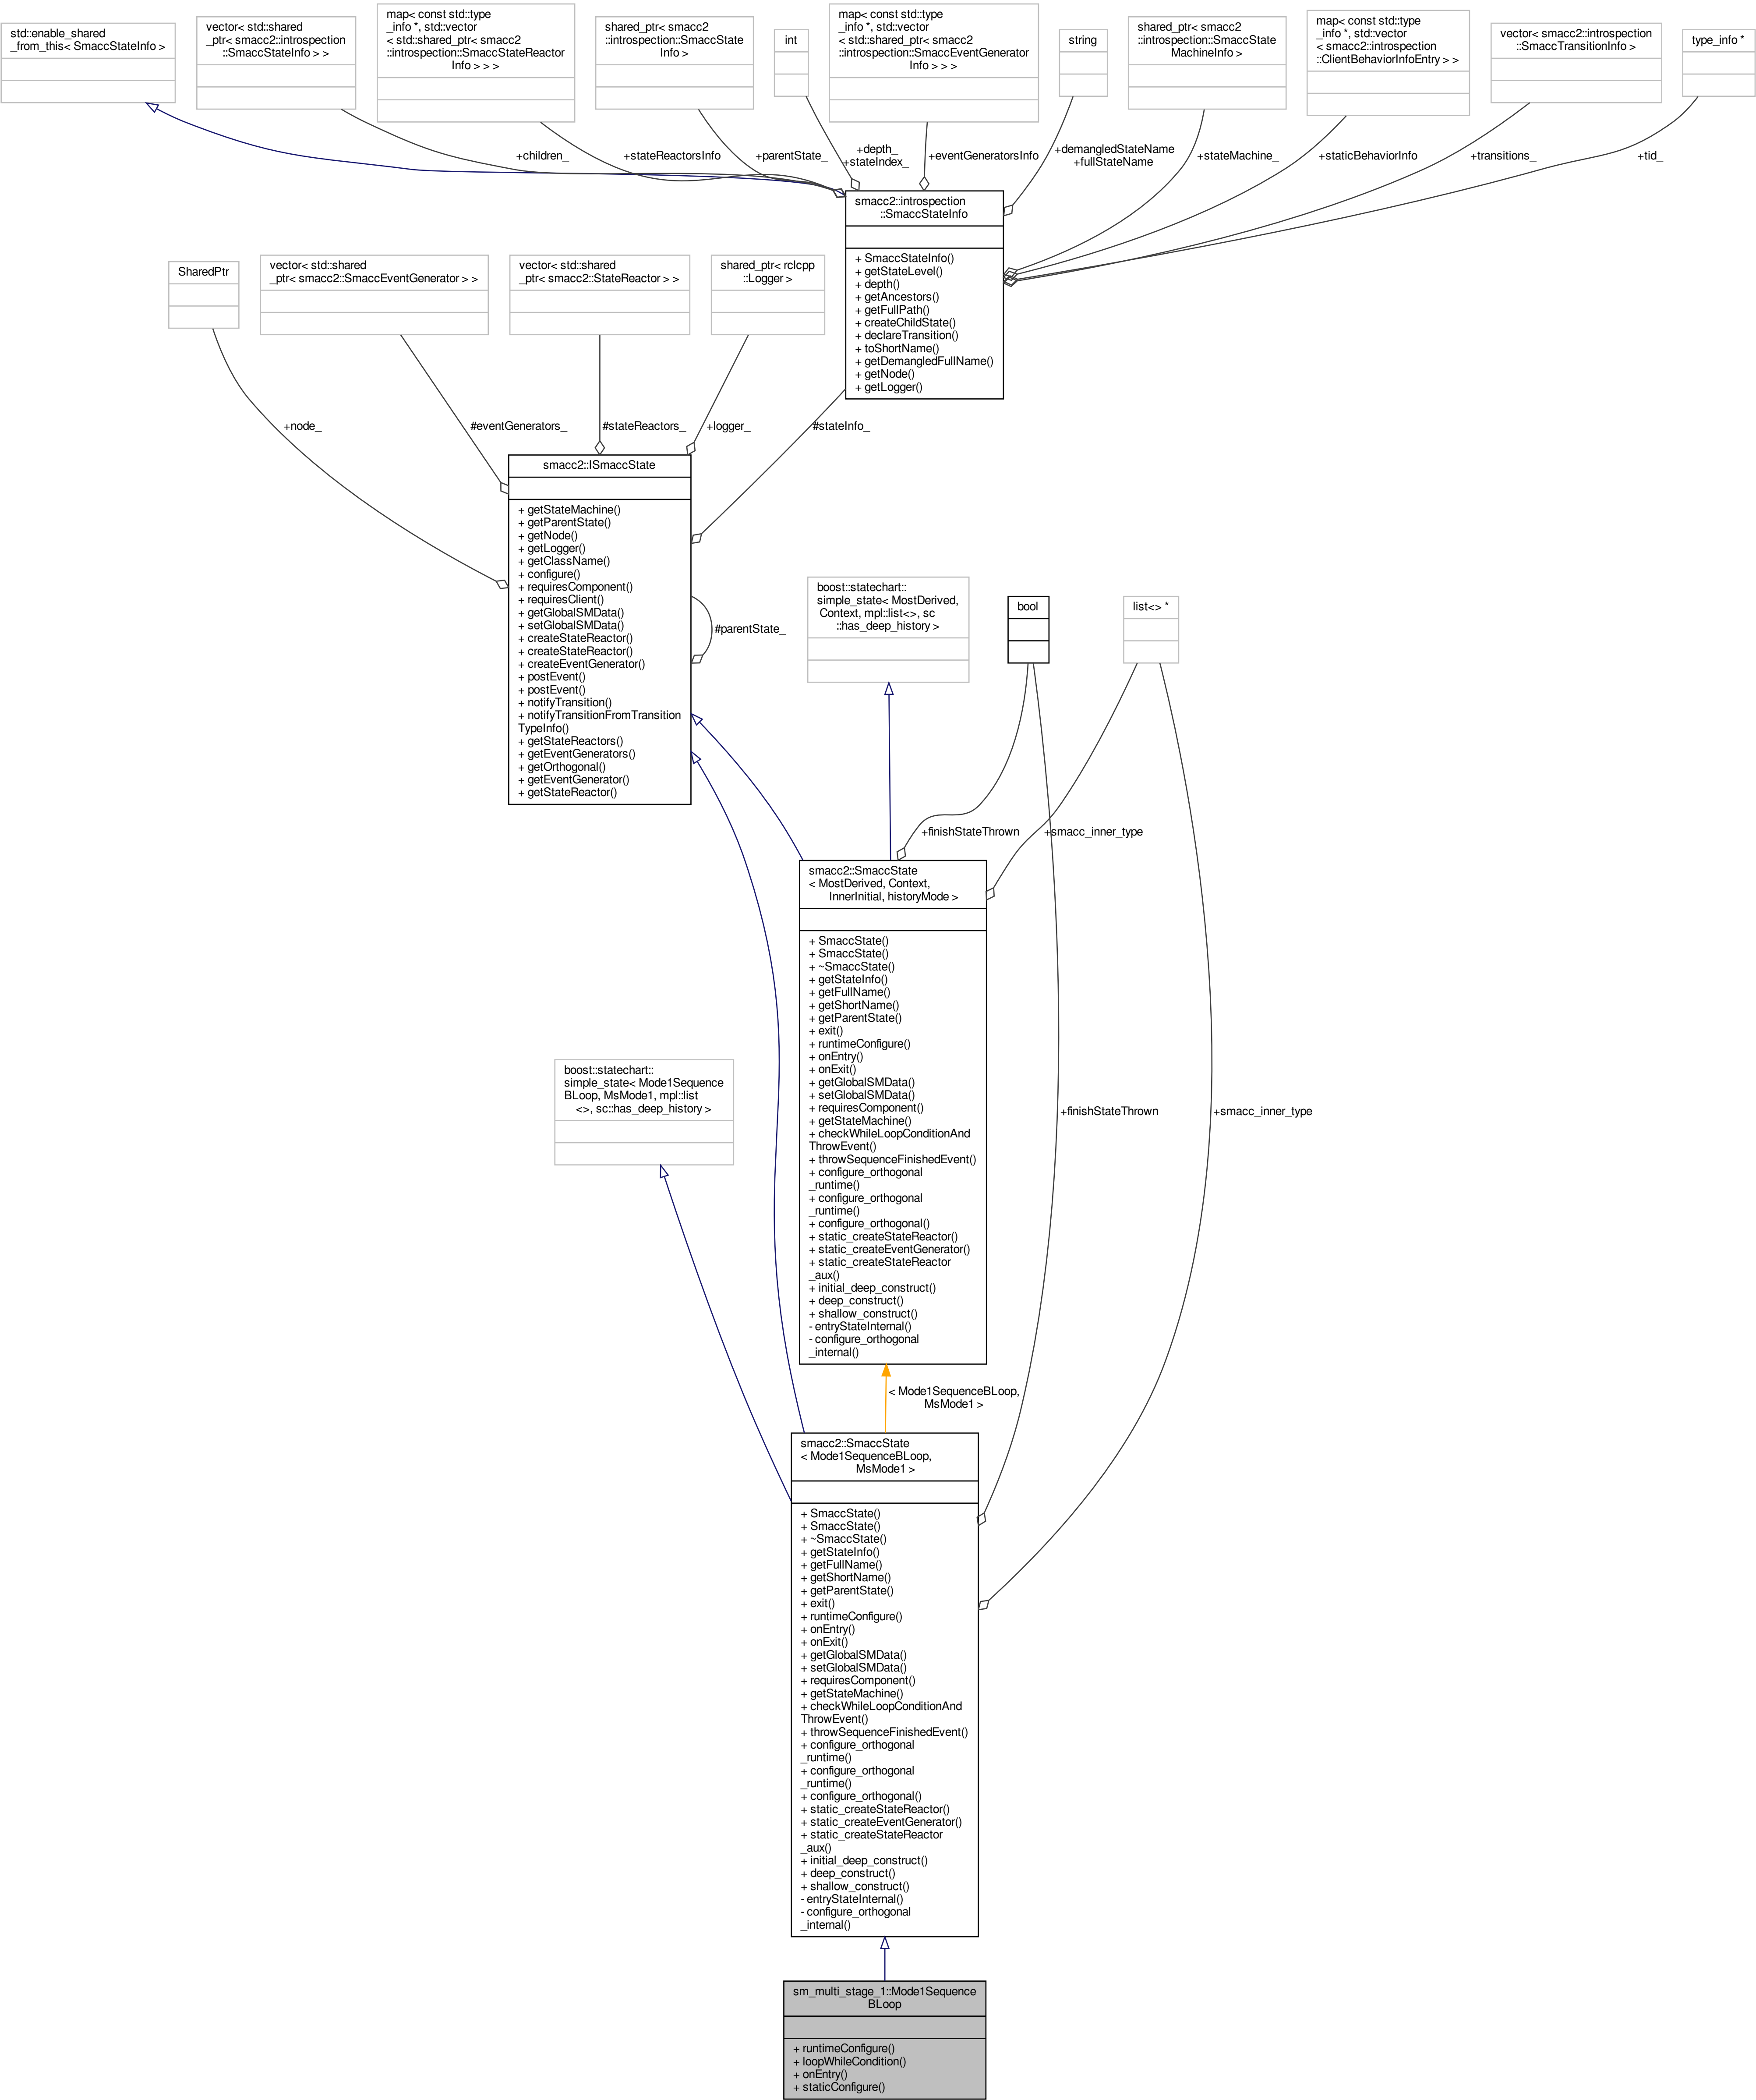 std::enable_shared
_from_this< SmaccStateInfo >
vector< std::shared
_ptr< smacc2::introspection
::SmaccStateInfo > >
map< const std::type
_info *, std::vector
< std::shared_ptr< smacc2
::introspection::SmaccStateReactor
Info > > >
shared_ptr< smacc2
::introspection::SmaccState
Info >
int
map< const std::type
_info *, std::vector
< std::shared_ptr< smacc2
::introspection::SmaccEventGenerator
Info > > >
string
shared_ptr< smacc2
::introspection::SmaccState
MachineInfo >
map< const std::type
_info *, std::vector
< smacc2::introspection
::ClientBehaviorInfoEntry > >
vector< smacc2::introspection
::SmaccTransitionInfo >
type_info *
+children_
+stateReactorsInfo
+parentState_
+depth_
+stateIndex_
+eventGeneratorsInfo
+demangledStateName
+fullStateName
+stateMachine_
+staticBehaviorInfo
+transitions_
+tid_
smacc2::introspection
::SmaccStateInfo
+ SmaccStateInfo()
+ getStateLevel()
+ depth()
+ getAncestors()
+ getFullPath()
+ createChildState()
+ declareTransition()
+ toShortName()
+ getDemangledFullName()
+ getNode()
+ getLogger()
SharedPtr
vector< std::shared
_ptr< smacc2::SmaccEventGenerator > >
vector< std::shared
_ptr< smacc2::StateReactor > >
shared_ptr< rclcpp
::Logger >
+node_
#eventGenerators_
#stateReactors_
+logger_
#stateInfo_
smacc2::ISmaccState
+ getStateMachine()
+ getParentState()
+ getNode()
+ getLogger()
+ getClassName()
+ configure()
+ requiresComponent()
+ requiresClient()
+ getGlobalSMData()
+ setGlobalSMData()
+ createStateReactor()
+ createStateReactor()
+ createEventGenerator()
+ postEvent()
+ postEvent()
+ notifyTransition()
+ notifyTransitionFromTransition
TypeInfo()
+ getStateReactors()
+ getEventGenerators()
+ getOrthogonal()
+ getEventGenerator()
+ getStateReactor()
#parentState_
boost::statechart::
simple_state< MostDerived,
Context, mpl::list<>, sc
::has_deep_history >
bool
list<> *
+finishStateThrown
+smacc_inner_type
smacc2::SmaccState
< MostDerived, Context,
InnerInitial, historyMode >
+ SmaccState()
+ SmaccState()
+ ~SmaccState()
+ getStateInfo()
+ getFullName()
+ getShortName()
+ getParentState()
+ exit()
+ runtimeConfigure()
+ onEntry()
+ onExit()
+ getGlobalSMData()
+ setGlobalSMData()
+ requiresComponent()
+ getStateMachine()
+ checkWhileLoopConditionAnd
ThrowEvent()
+ throwSequenceFinishedEvent()
+ configure_orthogonal
_runtime()
+ configure_orthogonal
_runtime()
+ configure_orthogonal()
+ static_createStateReactor()
+ static_createEventGenerator()
+ static_createStateReactor
_aux()
+ initial_deep_construct()
+ deep_construct()
+ shallow_construct()
- entryStateInternal()
- configure_orthogonal
_internal()
boost::statechart::
simple_state< Mode1Sequence
BLoop, MsMode1, mpl::list
<>, sc::has_deep_history >
+finishStateThrown
+smacc_inner_type
< Mode1SequenceBLoop,
MsMode1 >
smacc2::SmaccState
< Mode1SequenceBLoop,
MsMode1 >
+ SmaccState()
+ SmaccState()
+ ~SmaccState()
+ getStateInfo()
+ getFullName()
+ getShortName()
+ getParentState()
+ exit()
+ runtimeConfigure()
+ onEntry()
+ onExit()
+ getGlobalSMData()
+ setGlobalSMData()
+ requiresComponent()
+ getStateMachine()
+ checkWhileLoopConditionAnd
ThrowEvent()
+ throwSequenceFinishedEvent()
+ configure_orthogonal
_runtime()
+ configure_orthogonal
_runtime()
+ configure_orthogonal()
+ static_createStateReactor()
+ static_createEventGenerator()
+ static_createStateReactor
_aux()
+ initial_deep_construct()
+ deep_construct()
+ shallow_construct()
- entryStateInternal()
- configure_orthogonal
_internal()
sm_multi_stage_1::Mode1Sequence
BLoop
+ runtimeConfigure()
+ loopWhileCondition()
+ onEntry()
+ staticConfigure()